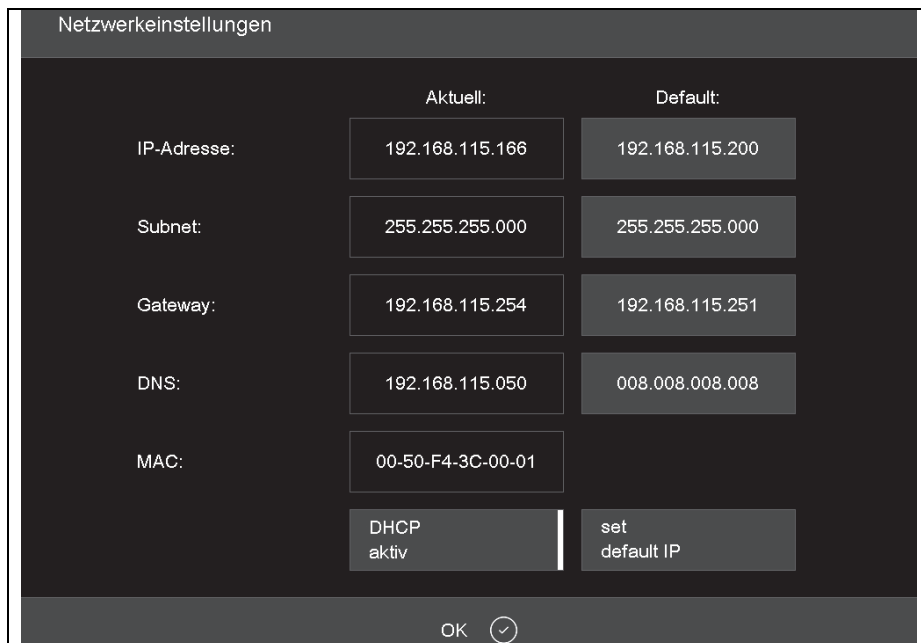 Netzwerkeinstellungen
Aktuell: Default:
IP-Adresse: 192.168.115.166 192.168.115.200
Subnet: 255.255.255.000 255.255.255.000
Gateway: 192.168.115.254 192.168.115.251
DNS: 192.168.115.050 008.008.008.008
MAC: 00-50-F4-3C-00-01
DHCP set
aktiv default IP
OK